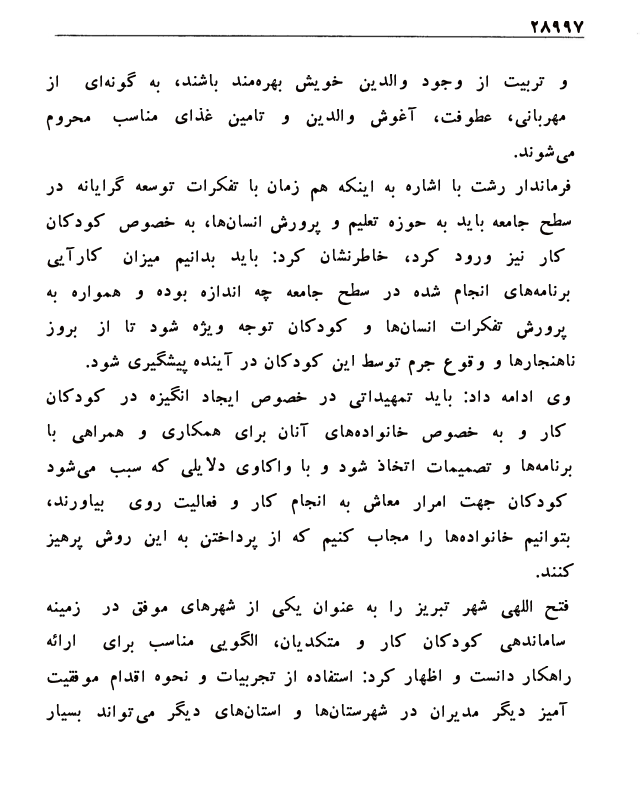 ۲۸۹۹۷
و تربیت از وجود والدین خویش بهره‌مند باشند، به گونه‌ای از
مهربانی، عطوفت، آغوش والدین و تامین غذای مناسب محروم
می‌شوند.
فرماندار رشت با اشاره به اینکه هم زمان با تفکرات توسعه گرایانه در
سطح جامعه باید به حوزه تعلیم و پرورش انسان‌ها، به خصوص کودکان
کار نیز ورود کرد، خاطرنشان کرد: باید بدانیم میزان کارآیی
برنامه‌های انجام شده در سطح جامعه چه اندازه بوده و همواره به
پرورش تفکرات انسان‌ها و کودکان توجه ویژه شود تا از بروز
ناهنجارها و وقوع جرم توسط این کودکان در آینده پیشگیری شود.
وی ادامه داد: باید تمهیداتی در خصوص ایجاد انگیزه در کودکان
کار و به خصوص خانواده‌های آنان برای همکاری و همراهی با
برنامه‌ها و تصمیمات اتخاذ شود و با واکاوی دلایلی که سبب می‌شود
کودکان جهت امرار معاش به انجام کار و فعالیت روی بیاورند،
بتوانیم خانواده‌ها را مجاب کنیم که از پرداختن به این روش پرهیز
کنند.
فتح اللهی شهر تبریز را به عنوان یکی از شهرهای موفق در زمینه
ساماندهی کودکان کار و متکدیان، الگویی مناسب برای ارائه
راهکار دانست و اظهار کرد: استفاده از تجربیات و نحوه اقدام موفقیت
آمیز دیگر مدیران در شهرستان‌ها و استان‌های دیگر می‌تواند بسیار